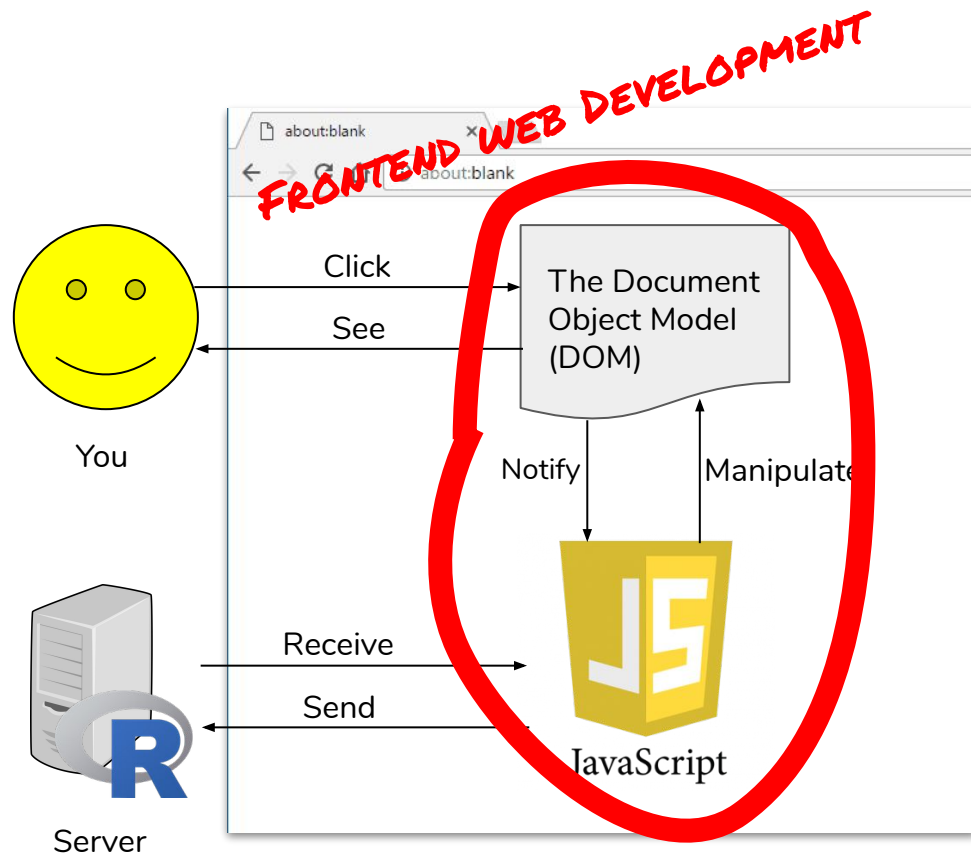 FRONTEND WEB DEVELOPMENT
about:blank
about:blank
Click
See
The Document
Object Model
(DOM)
You
Notify
Manipulate
JS
Receive
Send
R
JavaScript
Server